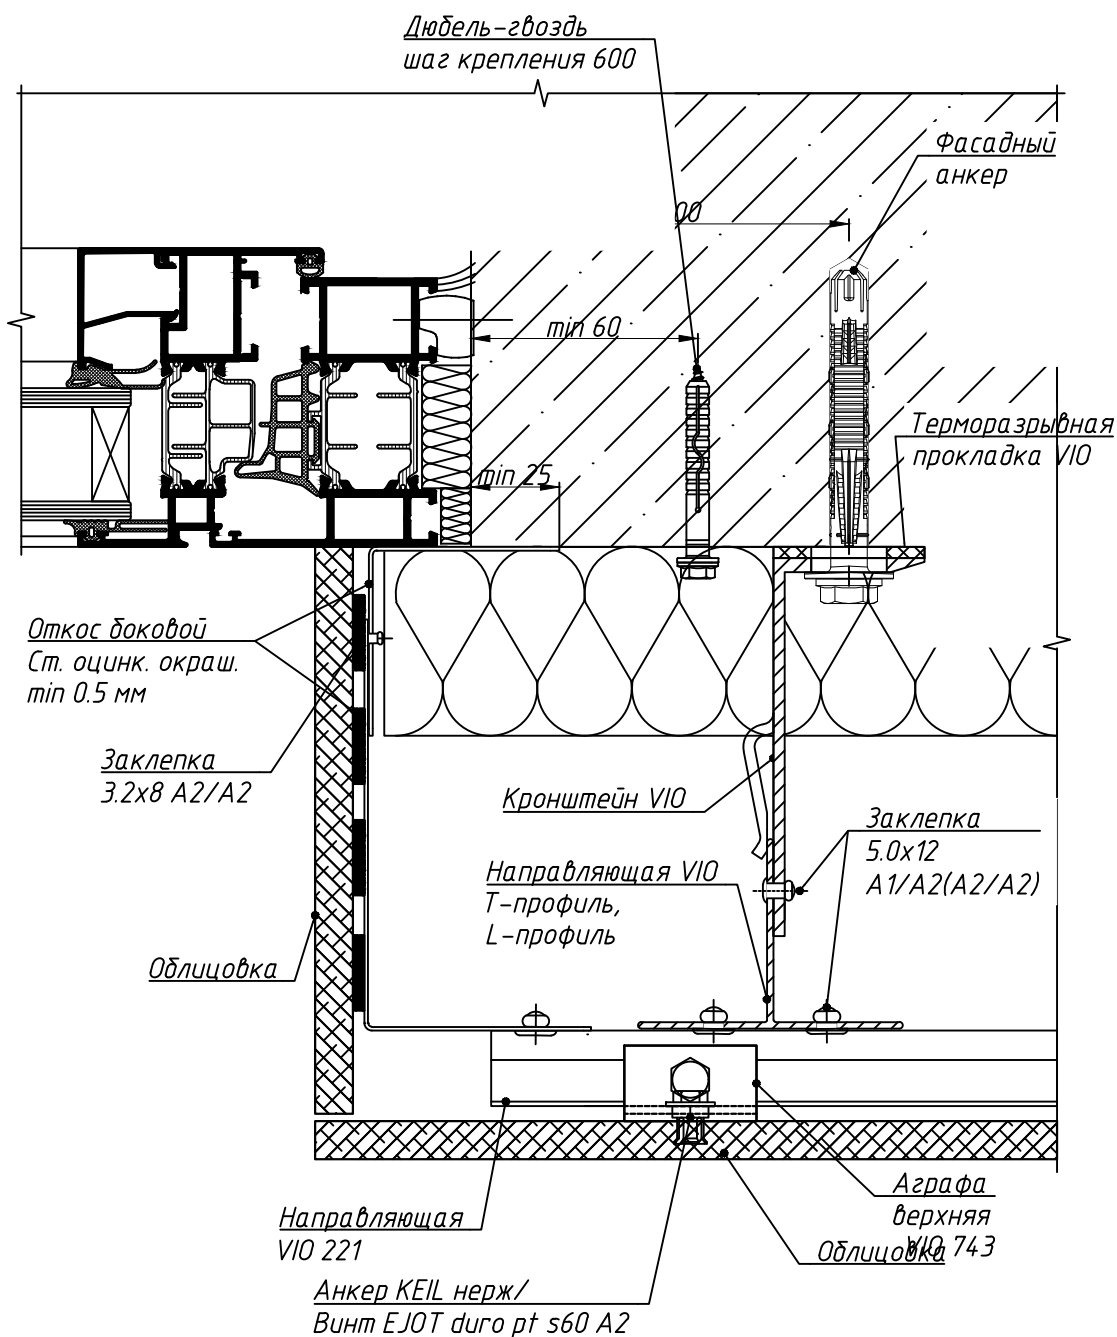 Дюбель-гвоздь
шаг крепления 600
Фасадный
анкер
00
min 60
Терморазрывная
прокладка VIO
min 25
Откос боковой
Ст. оцинк. окраш.
min 0.5 мм
Заклепка
3.2x8 A2/A2
Кронштейн VIO
Заклепка
5.0x12
A1/A2(A2/A2)
Направляющая VIO
Т-профиль,
L-профиль
Облицовка
Аграфа
верхняя
VIO 743
Направляющая
VIO 221
Облицовка
Анкер KEIL нерж/
Винт EJOT duro pt s60 A2